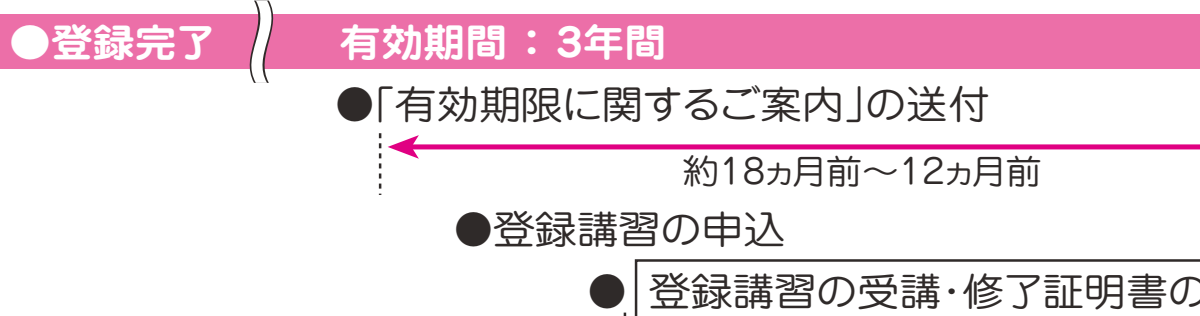 ●登録完了 有効期間：3年間
●「有効期限に関するご案内」の送付
約18ヵ月前～12ヵ月前
●登録講習の申込
● 登録講習の受講・修了証明書の